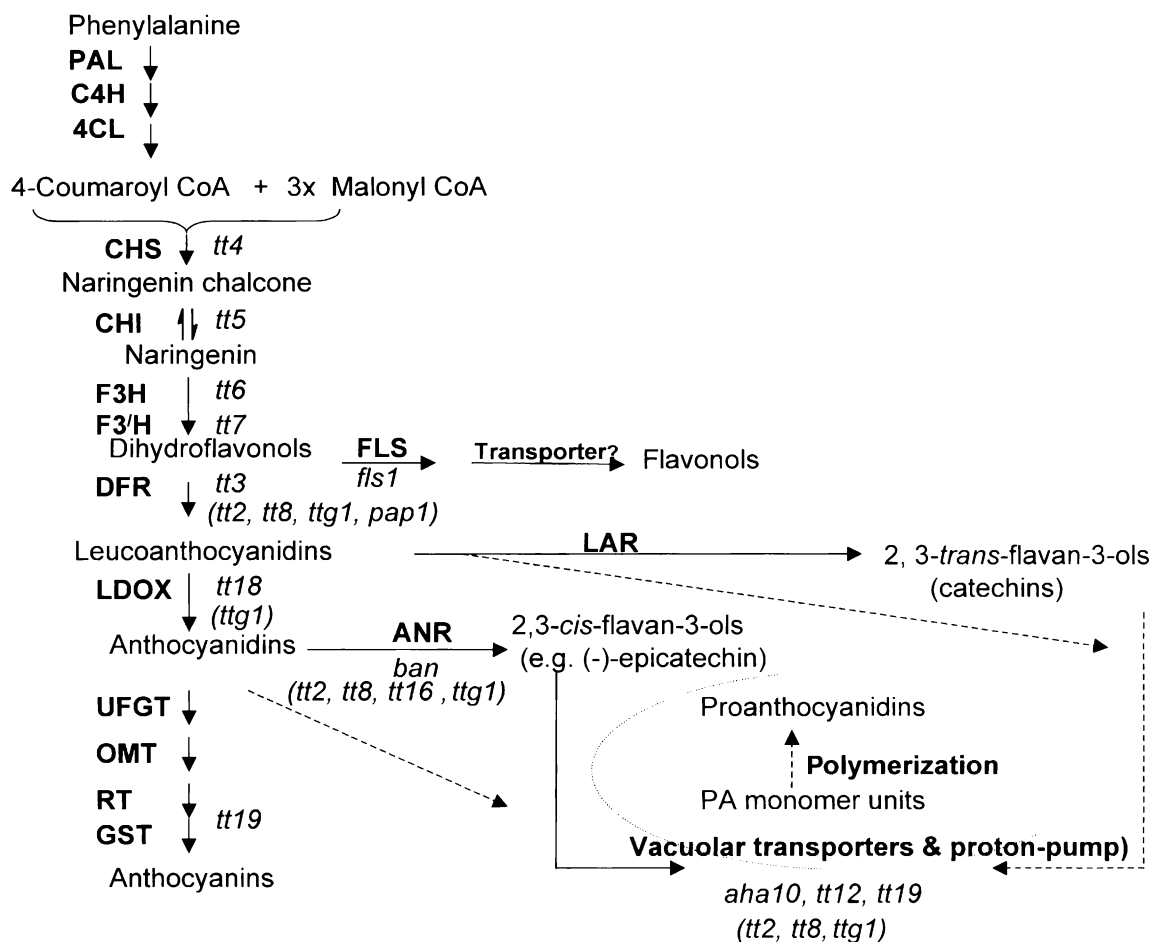 Phenylalanine
PAL
C4H
4CL
4-Coumaroyl CoA + 3x Malonyl CoA
CHS tt4
Naringenin chalcone
CHI tt5
Naringenin
F3H tt6
F3'H tt7
Dihydroflavonols FLS Transporter? Flavonols
fls1
DFR tt3
(tt2, tt8, ttg1, pap1)
Leucoanthocyanidins LAR 2, 3-trans-flavan-3-ols
(catechins)
LDOX tt18
(ttg1)
Anthocyanidins ANR 2,3-cis-flavan-3-ols
(e.g. (-)-epicatechin)
ban
(tt2, tt8, tt16 , ttg1)
UFGT Proanthocyanidins
OMT Polymerization
RT PA monomer units
tt19
GST Vacuolar transporters & proton-pump)
Anthocyanins aha10, tt12, tt19
(tt2, tt8, ttg1)